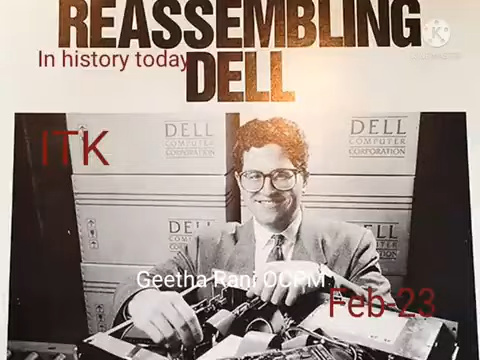 REASSEMBLING
In history today
DELL
ITK
DELL
COMPUTER
CORPORATION
DELL
COMPUTER
CORPORATION
DELL
DELL
Geetha Rani OCPM
Feb-23